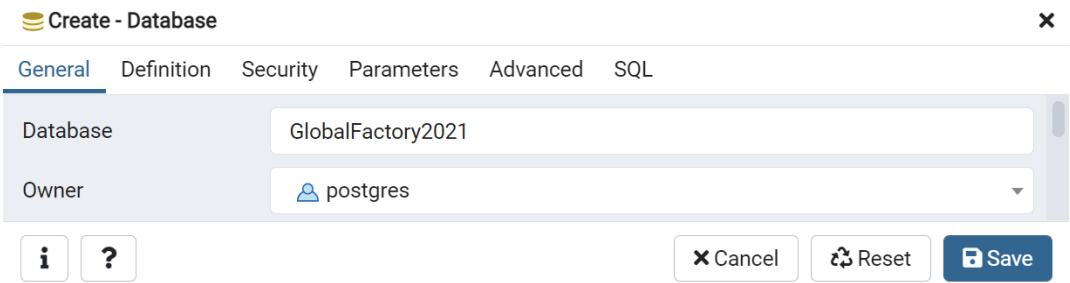 Create - Database
General Definition Security Parameters Advanced SQL
Database GlobalFactory2021
Owner postgres
i ? Cancel Reset Save